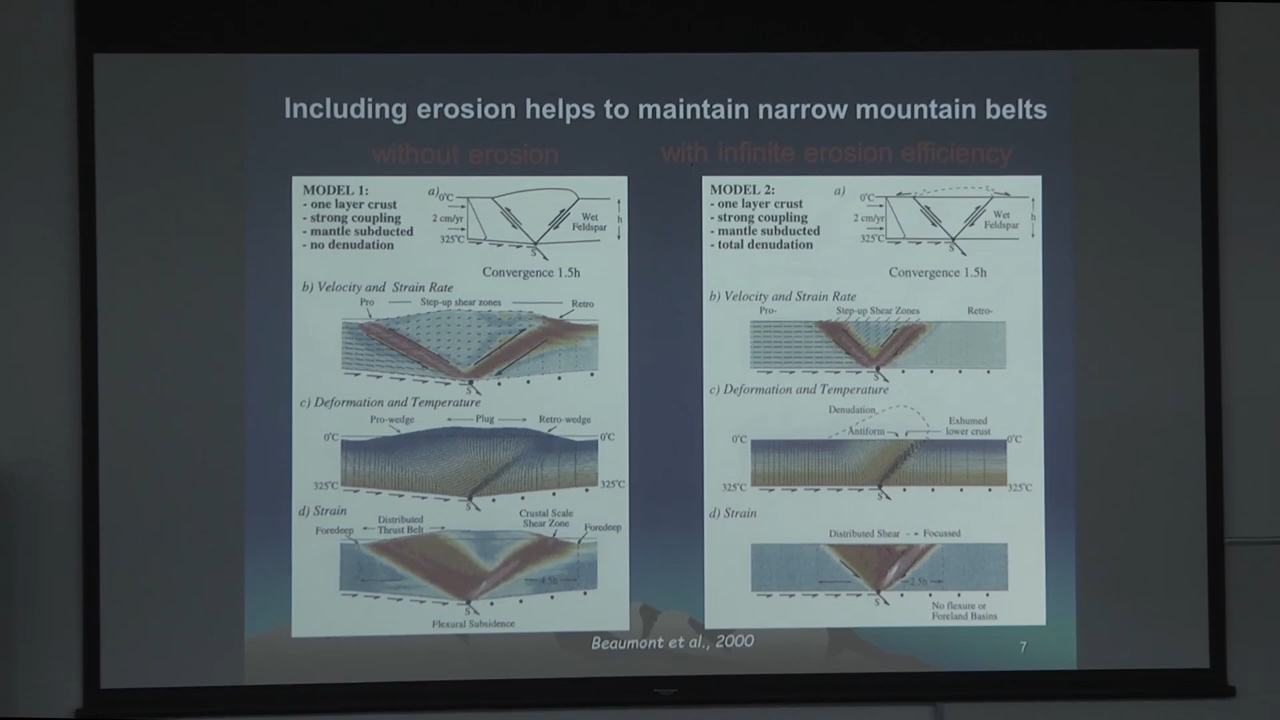 Including erosion helps to maintain narrow mountain belts
without erosion
with infinite erosion efficiency
MODEL 1:
- one layer crust
- strong coupling
- mantle subducted
- no denudation
a)
0°C
2 cm/yr
325°C
Wet
Feldspar
h
S
Convergence 1.5h
b) Velocity and Strain Rate
Pro
Step-up shear zones
Retro
S
c) Deformation and Temperature
Pro-wedge
Plug
Retro-wedge
0°C
0°C
325°C
325°C
S
d) Strain
Foredeep
Distributed
Thrust Belt
Crustal Scale
Shear Zone
Foredeep
4.5h
S
Flexural Subsidence
MODEL 2:
- one layer crust
- strong coupling
- mantle subducted
- total denudation
a)
0°C
2 cm/yr
325°C
Wet
Feldspar
h
S
Convergence 1.5h
b) Velocity and Strain Rate
Pro-
Step-up Shear Zones
Retro-
S
c) Deformation and Temperature
Denudation
Antiform
Exhumed
lower crust
0°C
0°C
325°C
325°C
S
d) Strain
Distributed Shear
Focussed
2.5h
S
No flexure or
Foreland Basins
Beaumont et al., 2000
7